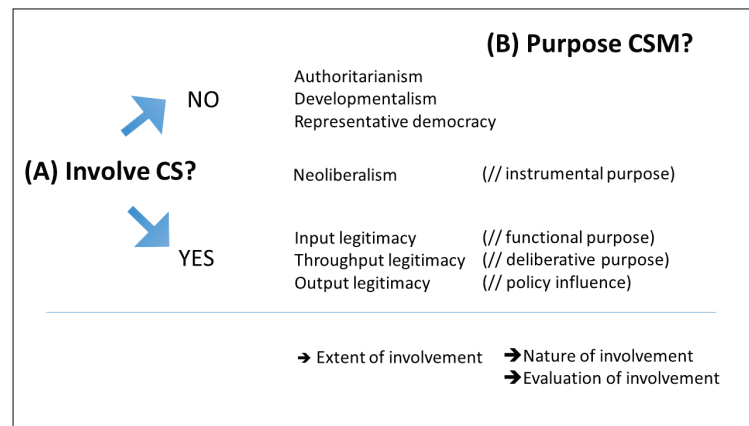 (B) Purpose CSM?
Authoritarianism
NO
Developmentalism
Representative democracy
(A) Involve CS?
Neoliberalism (// instrumental purpose)
Input legitimacy (// functional purpose)
YES
Throughput legitimacy (// deliberative purpose)
Output legitimacy (// policy influence)
➔ Extent of involvement ➔Nature of involvement
➔Evaluation of involvement